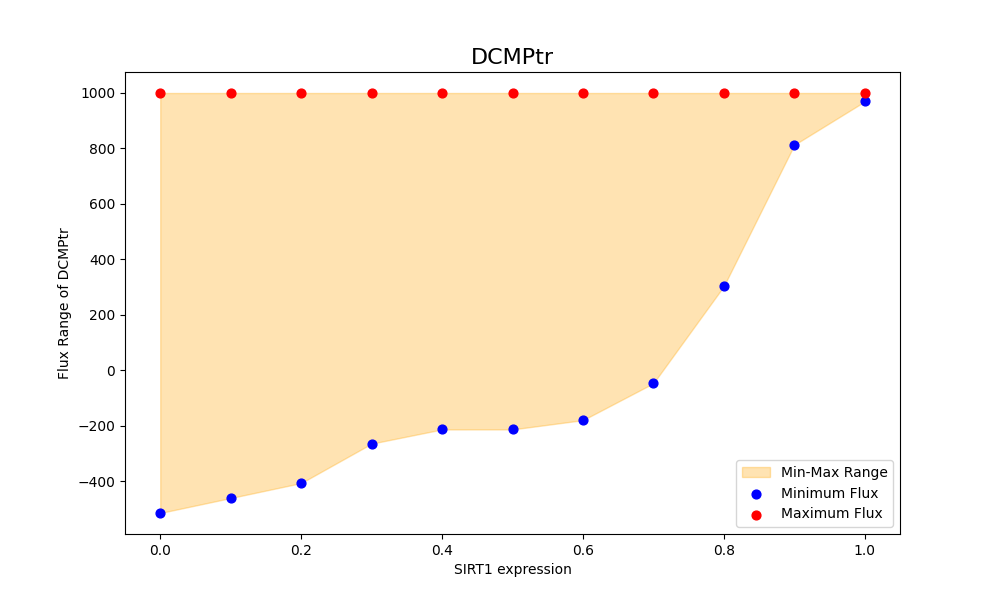 DCMPtr
Flux Range of DCMPtr
1000
800
600
400
200
0
−200
−400
0.0
0.2
0.4
0.6
0.8
1.0
SIRT1 expression
Min-Max Range
Minimum Flux
Maximum Flux